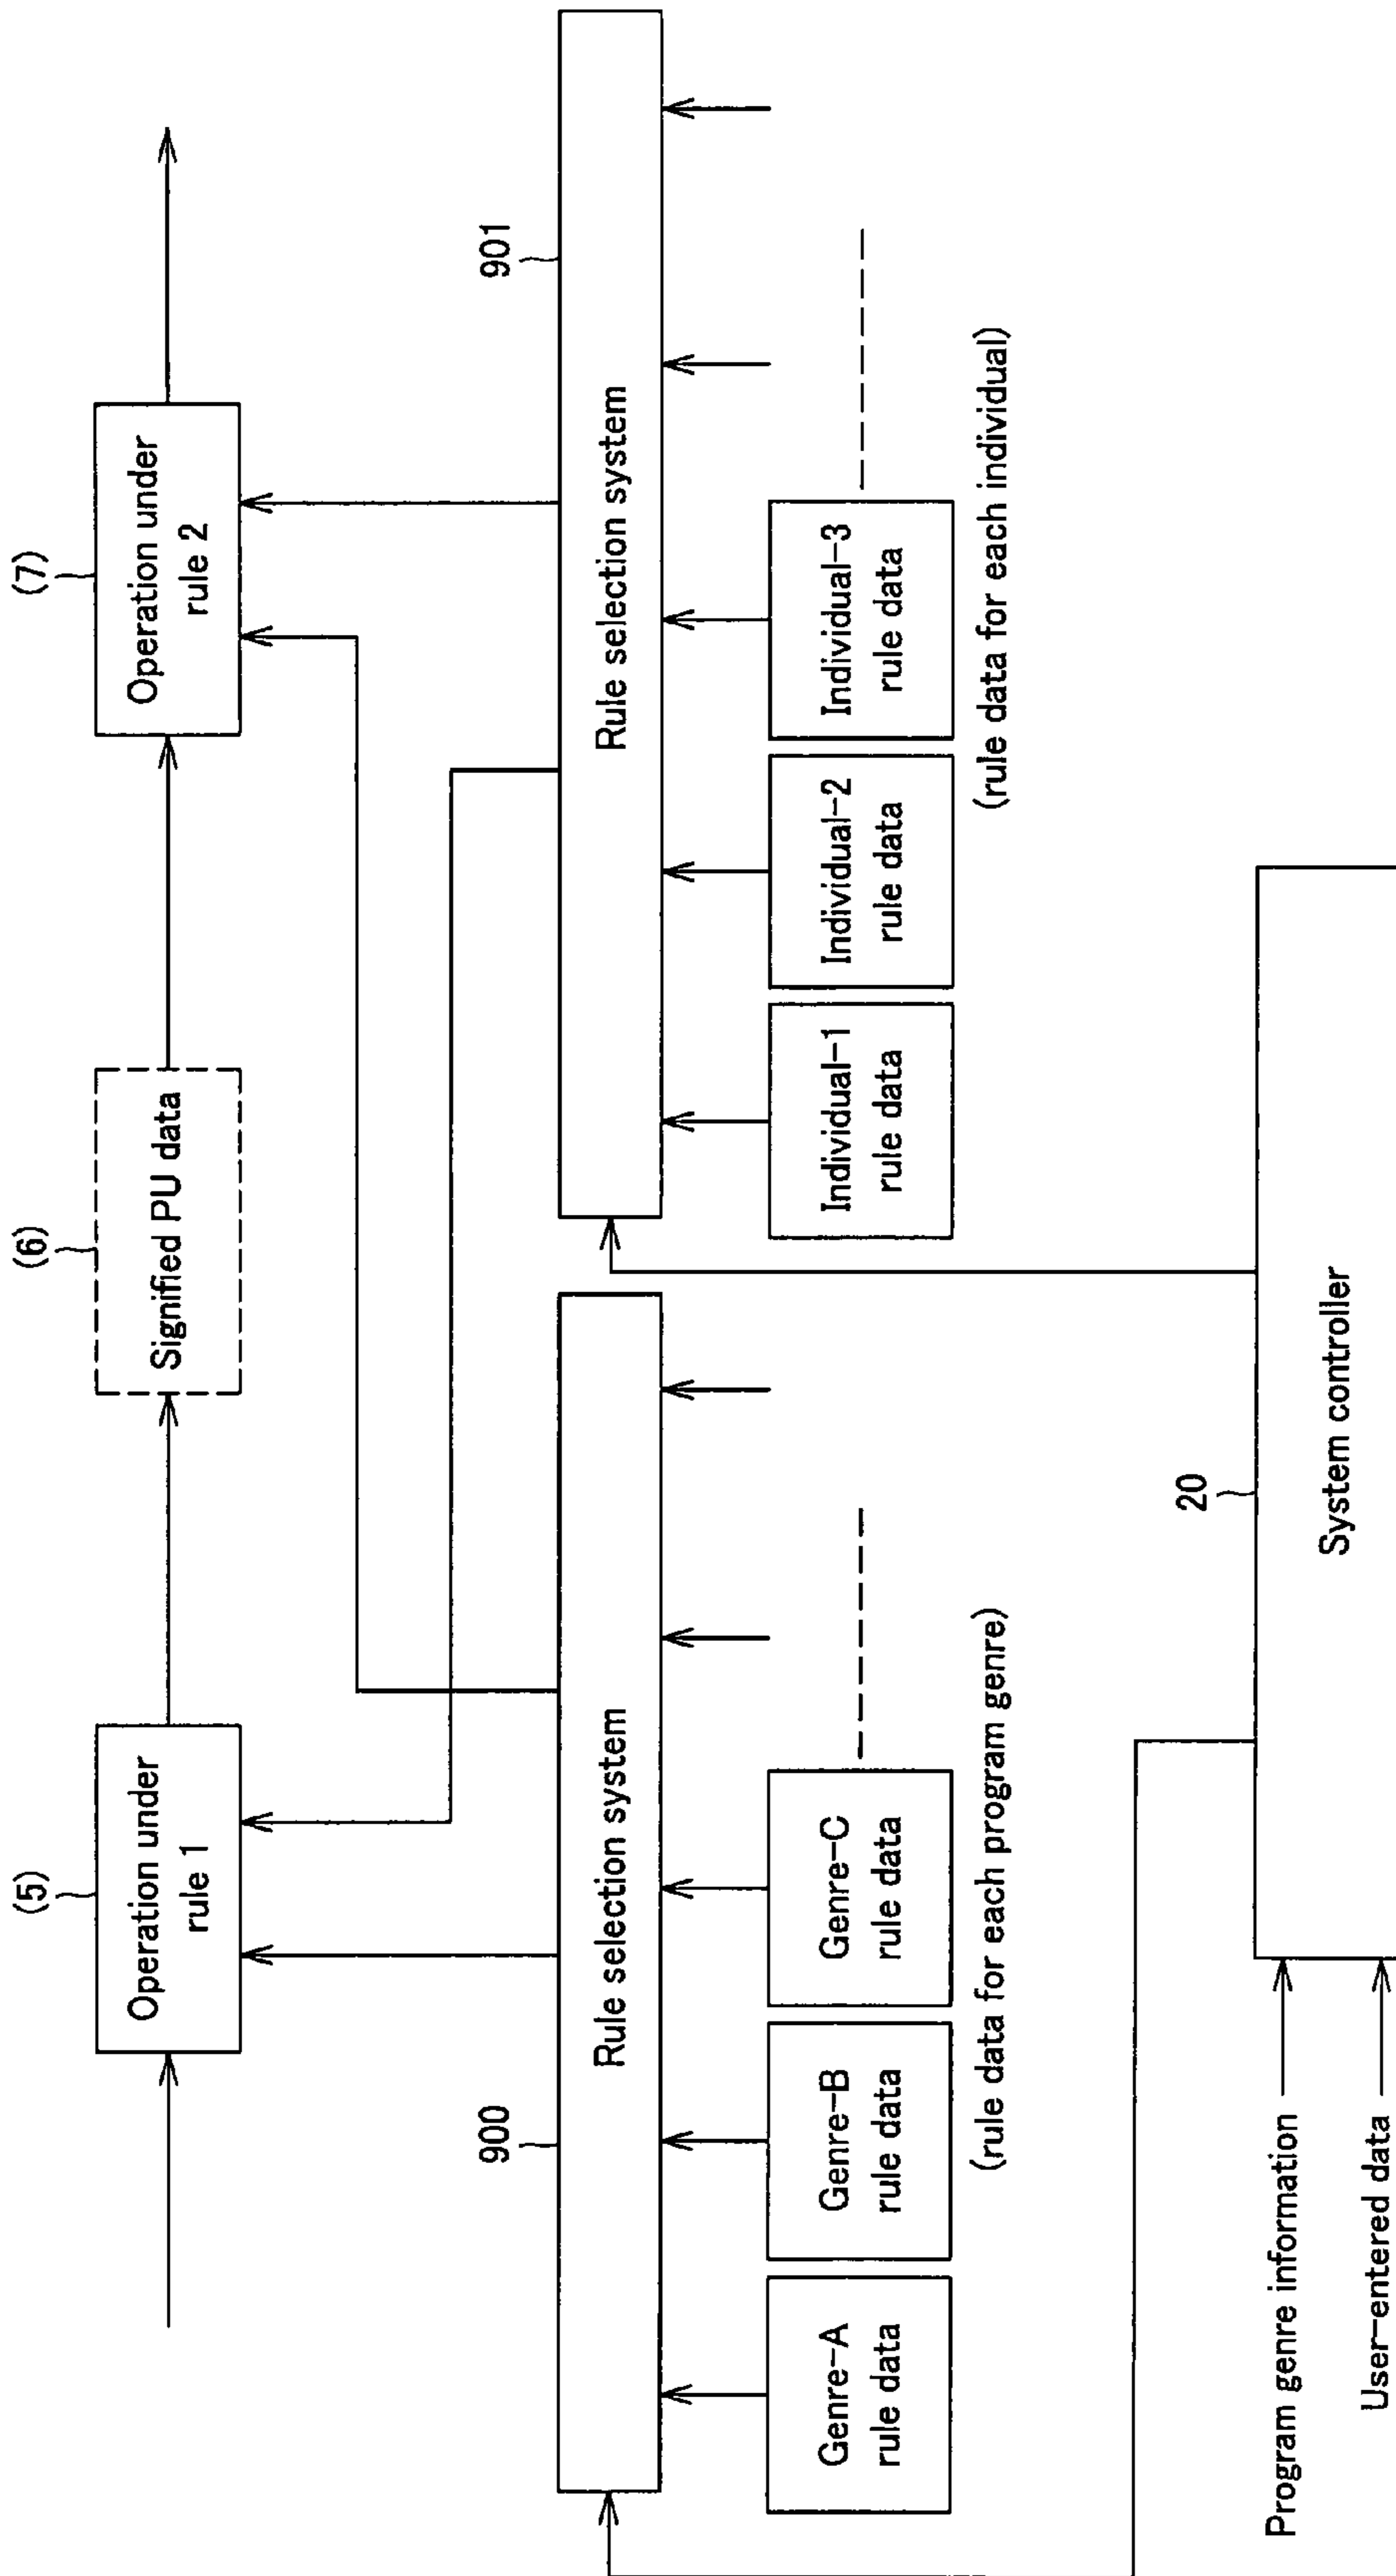 (5)
Operation under
rule 1
(6)
Signified PU data
(7)
Operation under
rule 2
900
Rule selection system
901
Rule selection system
Genre-A
rule data
Genre-B
rule data
Genre-C
rule data
(rule data for each program genre)
Individual-1
rule data
Individual-2
rule data
Individual-3
rule data
(rule data for each individual)
20
System controller
Program genre information
User-entered data